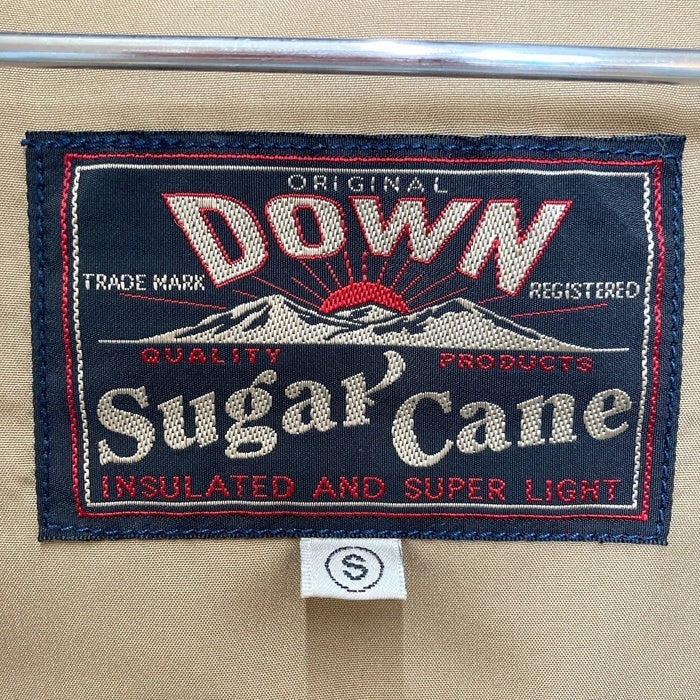 ORIGINAL
DOWN
TRADE MARK REGISTERED
QUALITY PRODUCTS
Sugar Cane
INSULATED AND SUPER LIGHT
S